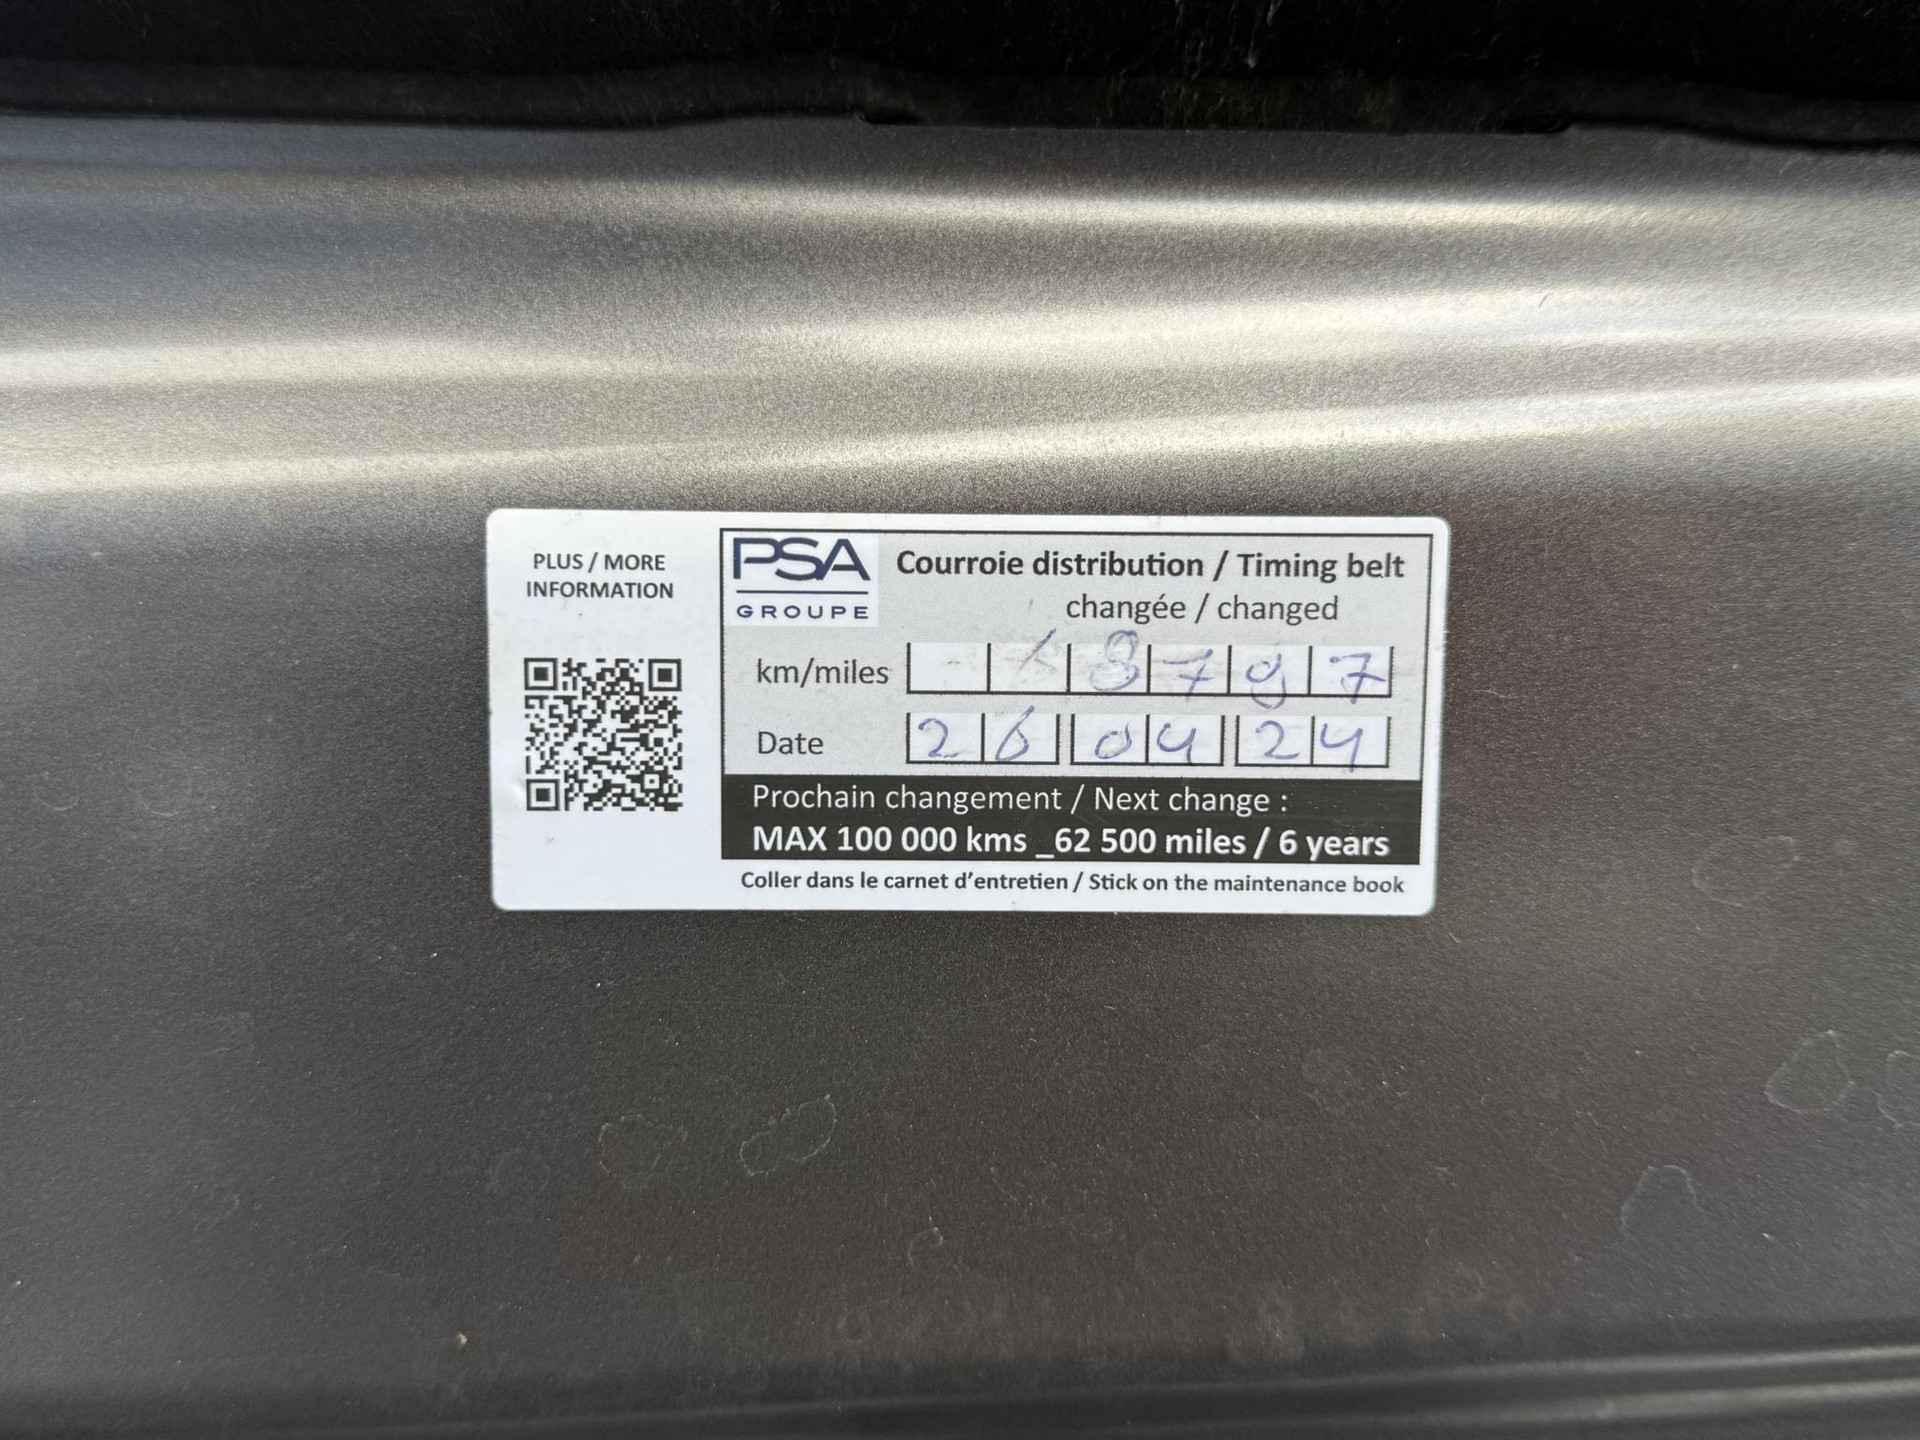 PLUS / MORE
INFORMATION
PSA
GROUPE
Courroie distribution / Timing belt
changée / changed
km/miles
Date 26 04 24
Prochain changement / Next change :
MAX 100 000 kms _62 500 miles / 6 years
Coller dans le carnet d'entretien / Stick on the maintenance book